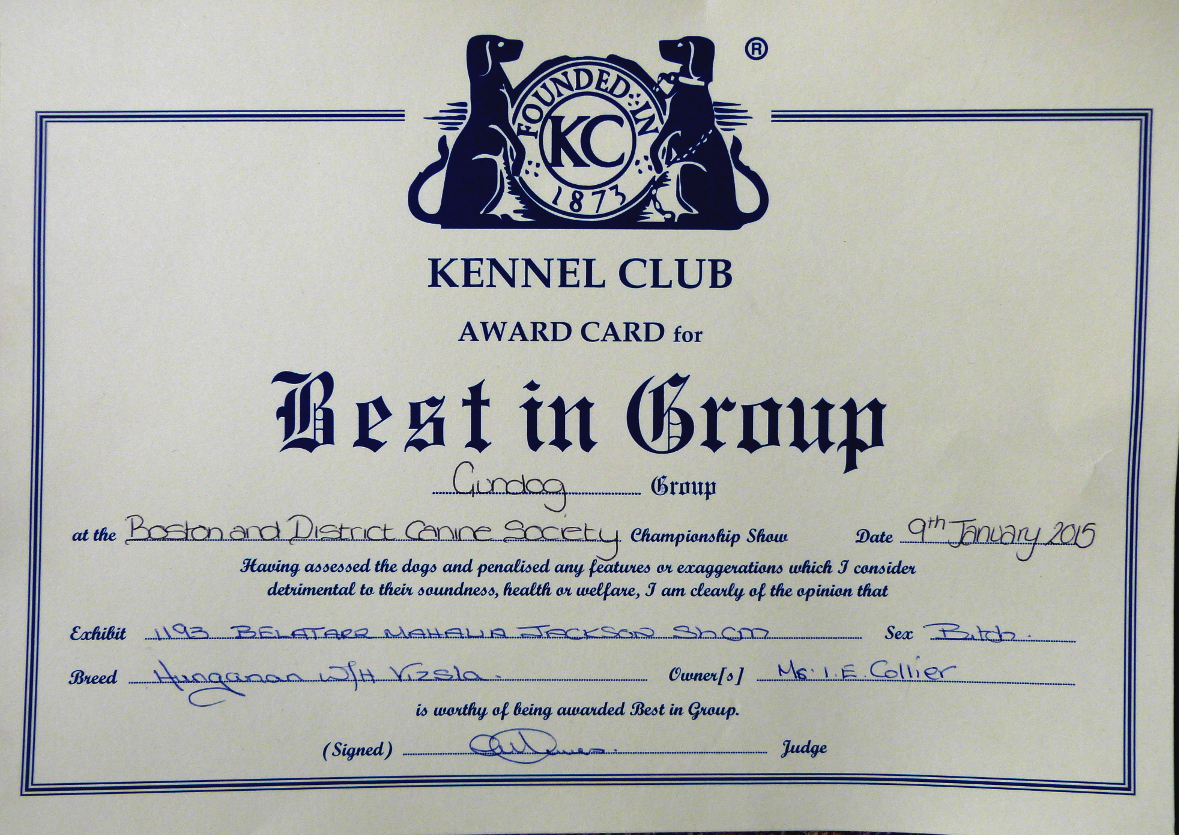 FOUNDED IN
KC
1873
®
KENNEL CLUB
AWARD CARD for
Best in Group
Gundog Group
at the Boston and District Canine Society Championship Show Date 9th January 2015
Having assessed the dogs and penalised any features or exaggerations which I consider
detrimental to their soundness, health or welfare, I am clearly of the opinion that
Exhibit 1193 BELATARR MAHALIA JACKSON ShCM Sex Bitch.
Breed Hungarian W/H Vizsla. Owner[s] I.E. Collier
is worthy of being awarded Best in Group.
(Signed) Judge